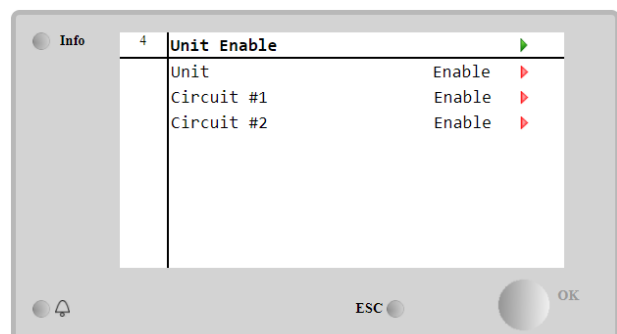 Info
4 Unit Enable
Unit Enable
Circuit #1 Enable
Circuit #2 Enable
ESC OK